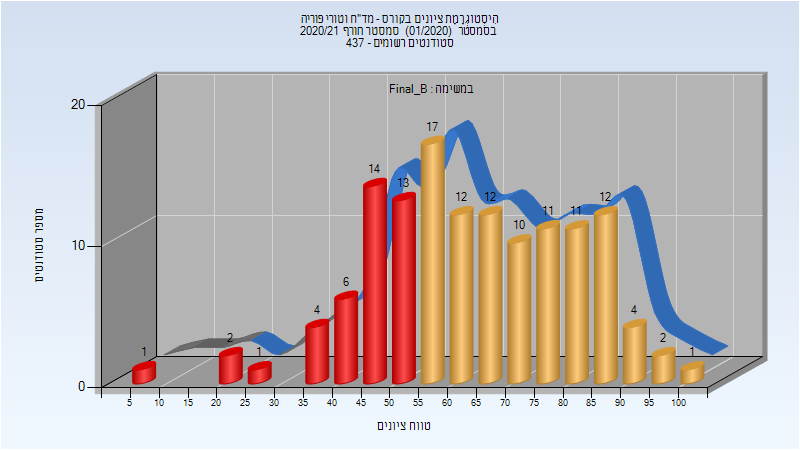 היסטוגרמת ציונים בקורס - מד"ח וטורי פוריה
בסמסטר (01/2020) סמסטר חורף 2020/21
סטודנטים רשומים - 437
במשימה : Final_B
מספר סטודנטים
20
10
0
1
2
1
4
6
14
13
17
12
12
10
11
11
12
4
2
1
5 10 15 20 25 30 35 40 45 50 55 60 65 70 75 80 85 90 95 100
טווח ציונים